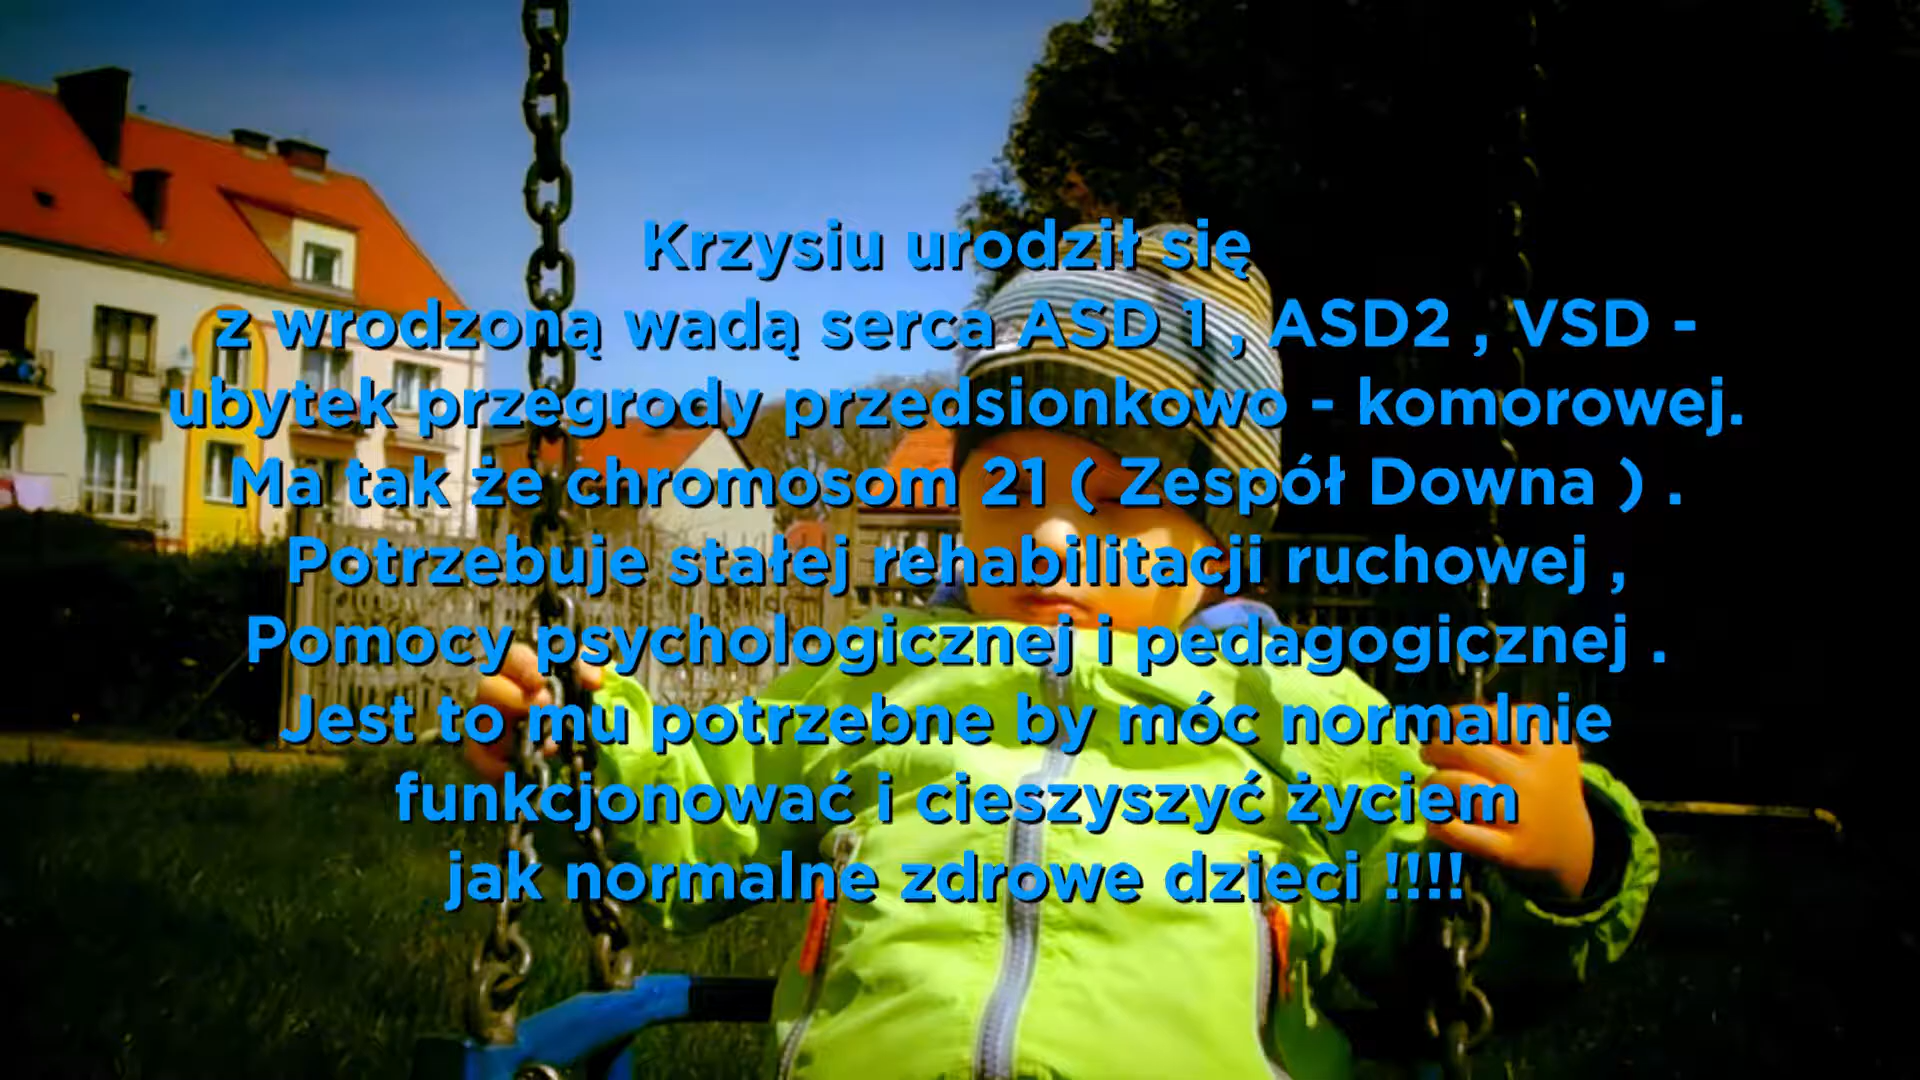 Krzysiu urodził się
z wrodzoną wadą serca ASD 1 , ASD2 , VSD -
ubytek przegrody przedsionkowo - komorowej.
Ma tak że chromosom 21 ( Zespół Downa ) .
Potrzebuje stałej rehabilitacji ruchowej ,
Pomocy psychologicznej i pedagogicznej .
Jest to mu potrzebne by móc normalnie
funkcjonować i cieszyszyć życiem
jak normalne zdrowe dzieci !!!!